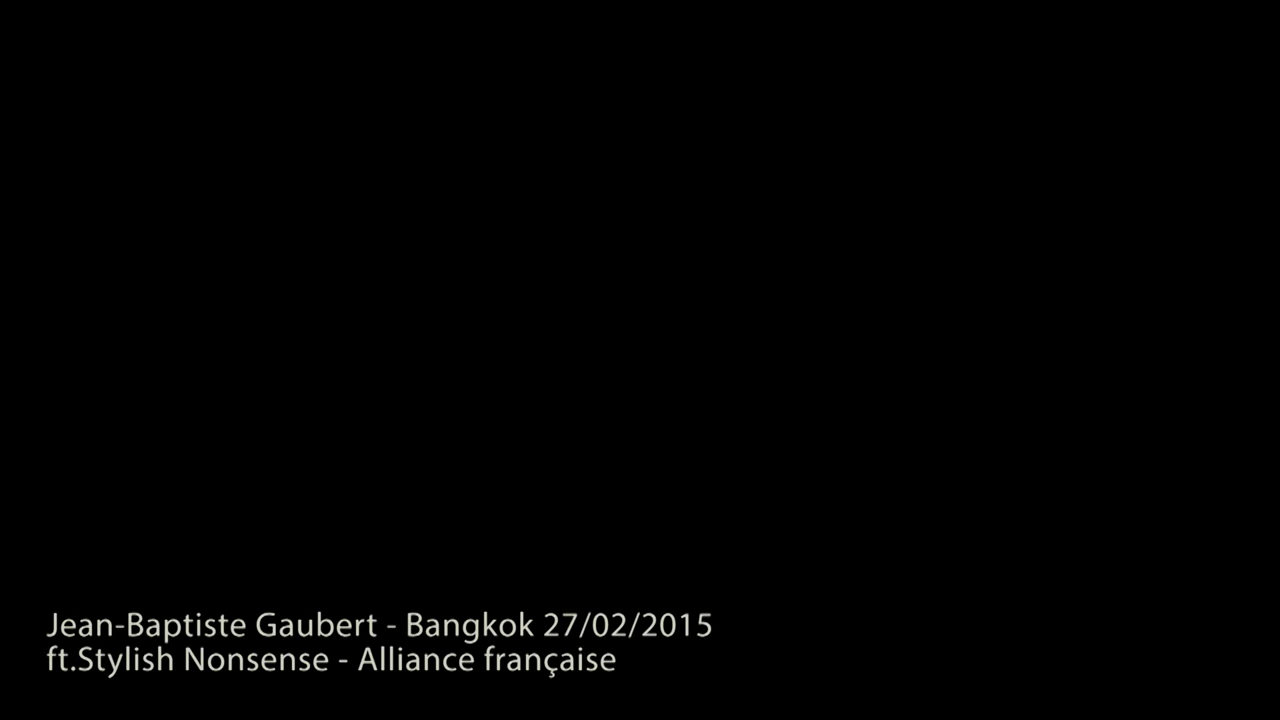 Jean-Baptiste Gaubert - Bangkok 27/02/2015
ft.Stylish Nonsense - Alliance française